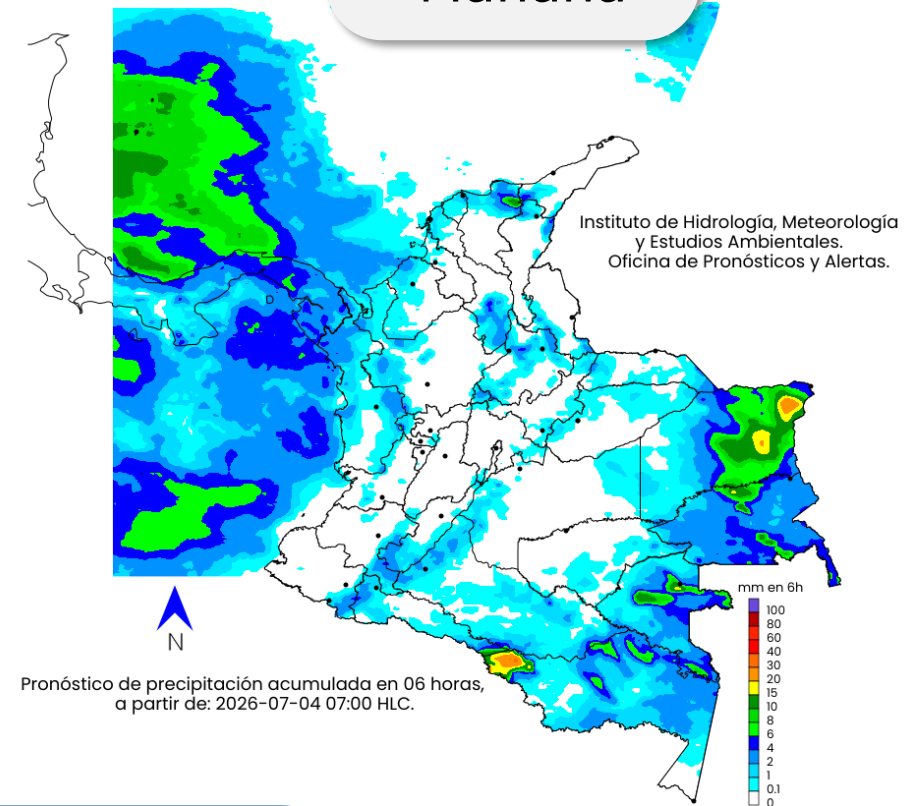 Mañana
Instituto de Hidrología, Meteorología
y Estudios Ambientales.
Oficina de Pronósticos y Alertas.
mm en 6h
100
80
60
40
30
20
15
10
8
6
4
2
1
0.1
0
N
Pronóstico de precipitación acumulada en 06 horas,
a partir de: 2026-07-04 07:00 HLC.